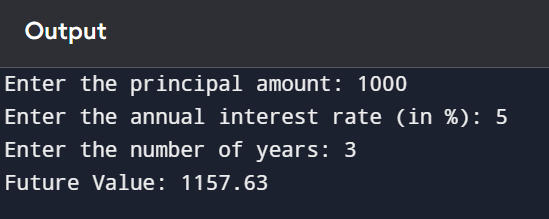 Output
Enter the principal amount: 1000
Enter the annual interest rate (in %): 5
Enter the number of years: 3
Future Value: 1157.63